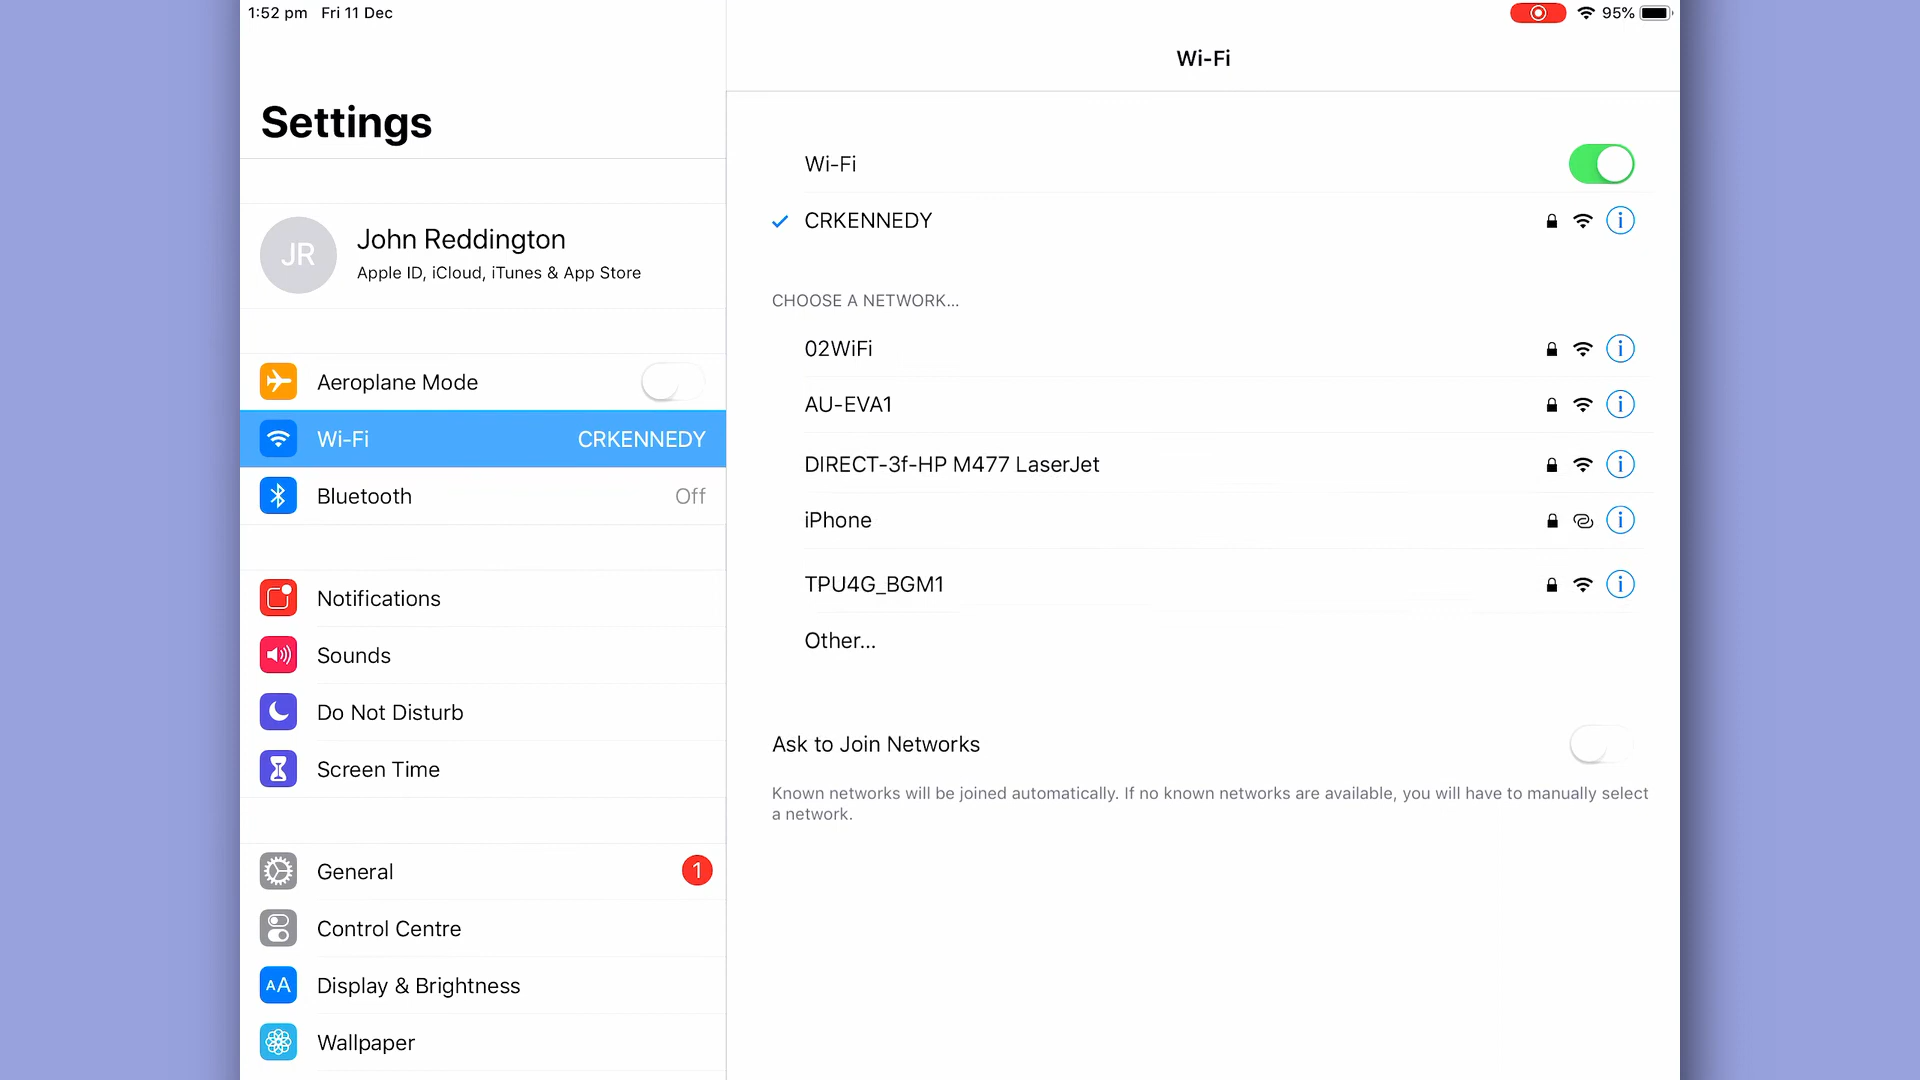 1:52 pm Fri 11 Dec
95%
Settings
JR
John Reddington
Apple ID, iCloud, iTunes & App Store
Aeroplane Mode
Wi-Fi CRKENNEDY
Bluetooth Off
Notifications
Sounds
Do Not Disturb
Screen Time
General 1
Control Centre
AA Display & Brightness
Wallpaper
Wi-Fi
Wi-Fi
CRKENNEDY
CHOOSE A NETWORK...
02WiFi
AU-EVA1
DIRECT-3f-HP M477 LaserJet
iPhone
TPU4G_BGM1
Other...
Ask to Join Networks
Known networks will be joined automatically. If no known networks are available, you will have to manually select
a network.